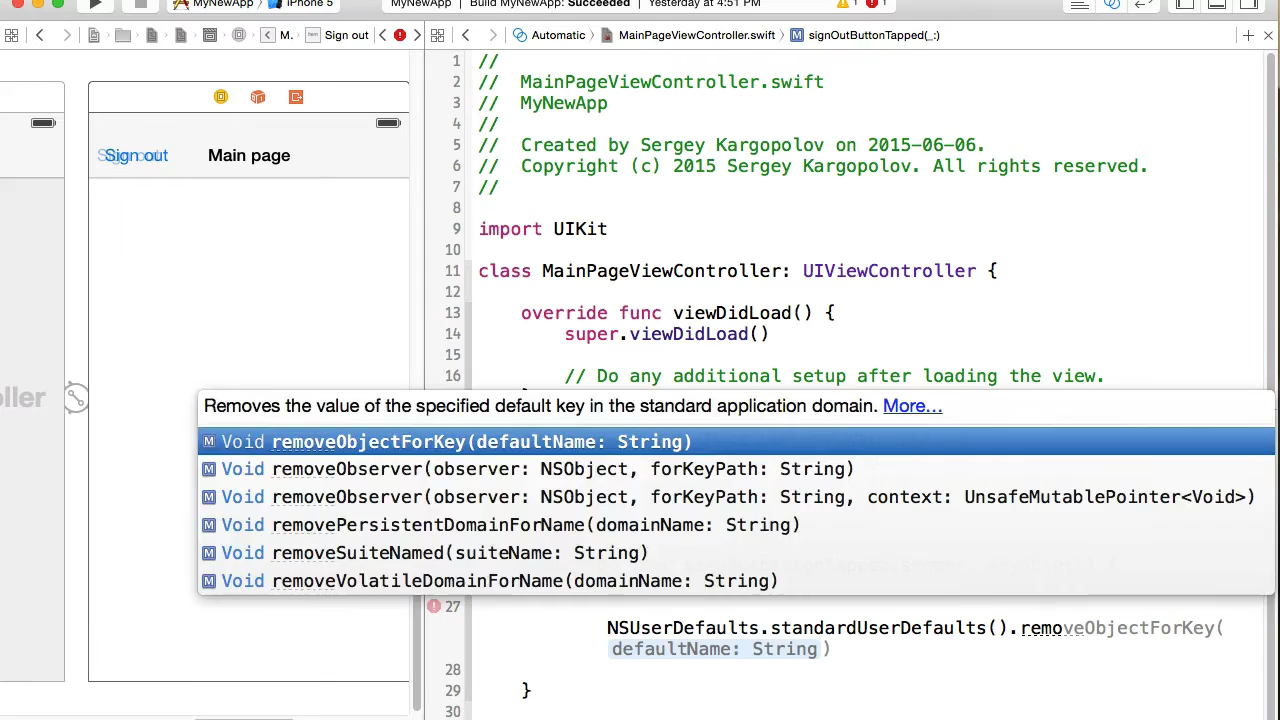 MyNewApp
iPhone 5
MyNewApp
Build MyNewApp: Succeeded
Yesterday at 4:51 PM
1
1
M.
Sign out
Automatic
MainPageViewController.swift
M signOutButtonTapped(_:)
Sign out
Main page
ller
1 //
2 // MainPageViewController.swift
3 // MyNewApp
4 //
5 // Created by Sergey Kargopolov on 2015-06-06.
6 // Copyright (c) 2015 Sergey Kargopolov. All rights reserved.
7 //
8
9 import UIKit
10
11 class MainPageViewController: UIViewController {
12
13 override func viewDidLoad() {
14 super.viewDidLoad()
15
16 // Do any additional setup after loading the view.
Removes the value of the specified default key in the standard application domain. More...
M Void removeObjectForKey(defaultName: String)
M Void removeObserver(observer: NSObject, forKeyPath: String)
M Void removeObserver(observer: NSObject, forKeyPath: String, context: UnsafeMutablePointer<Void>)
M Void removePersistentDomainForName(domainName: String)
M Void removeSuiteNamed(suiteName: String)
M Void removeVolatileDomainForName(domainName: String)
27
NSUserDefaults.standardUserDefaults().removeObjectForKey(
defaultName: String)
28
29 }
30